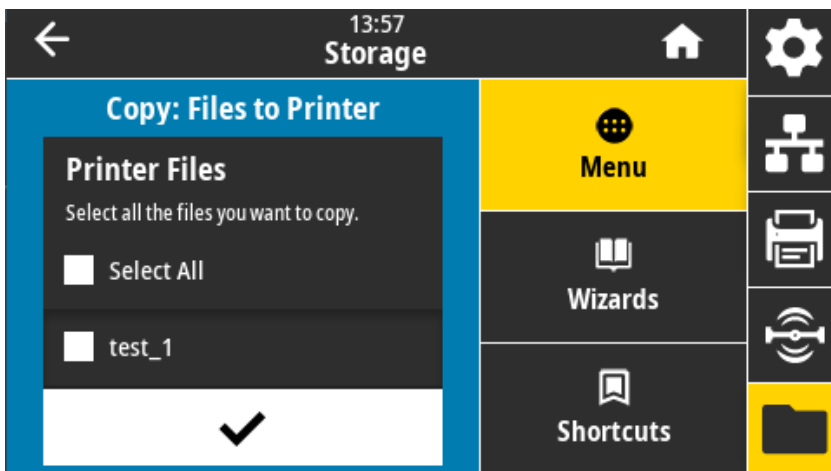 13:57
Storage
Copy: Files to Printer
Printer Files
Select all the files you want to copy.
Select All
test_1
Menu
Wizards
Shortcuts